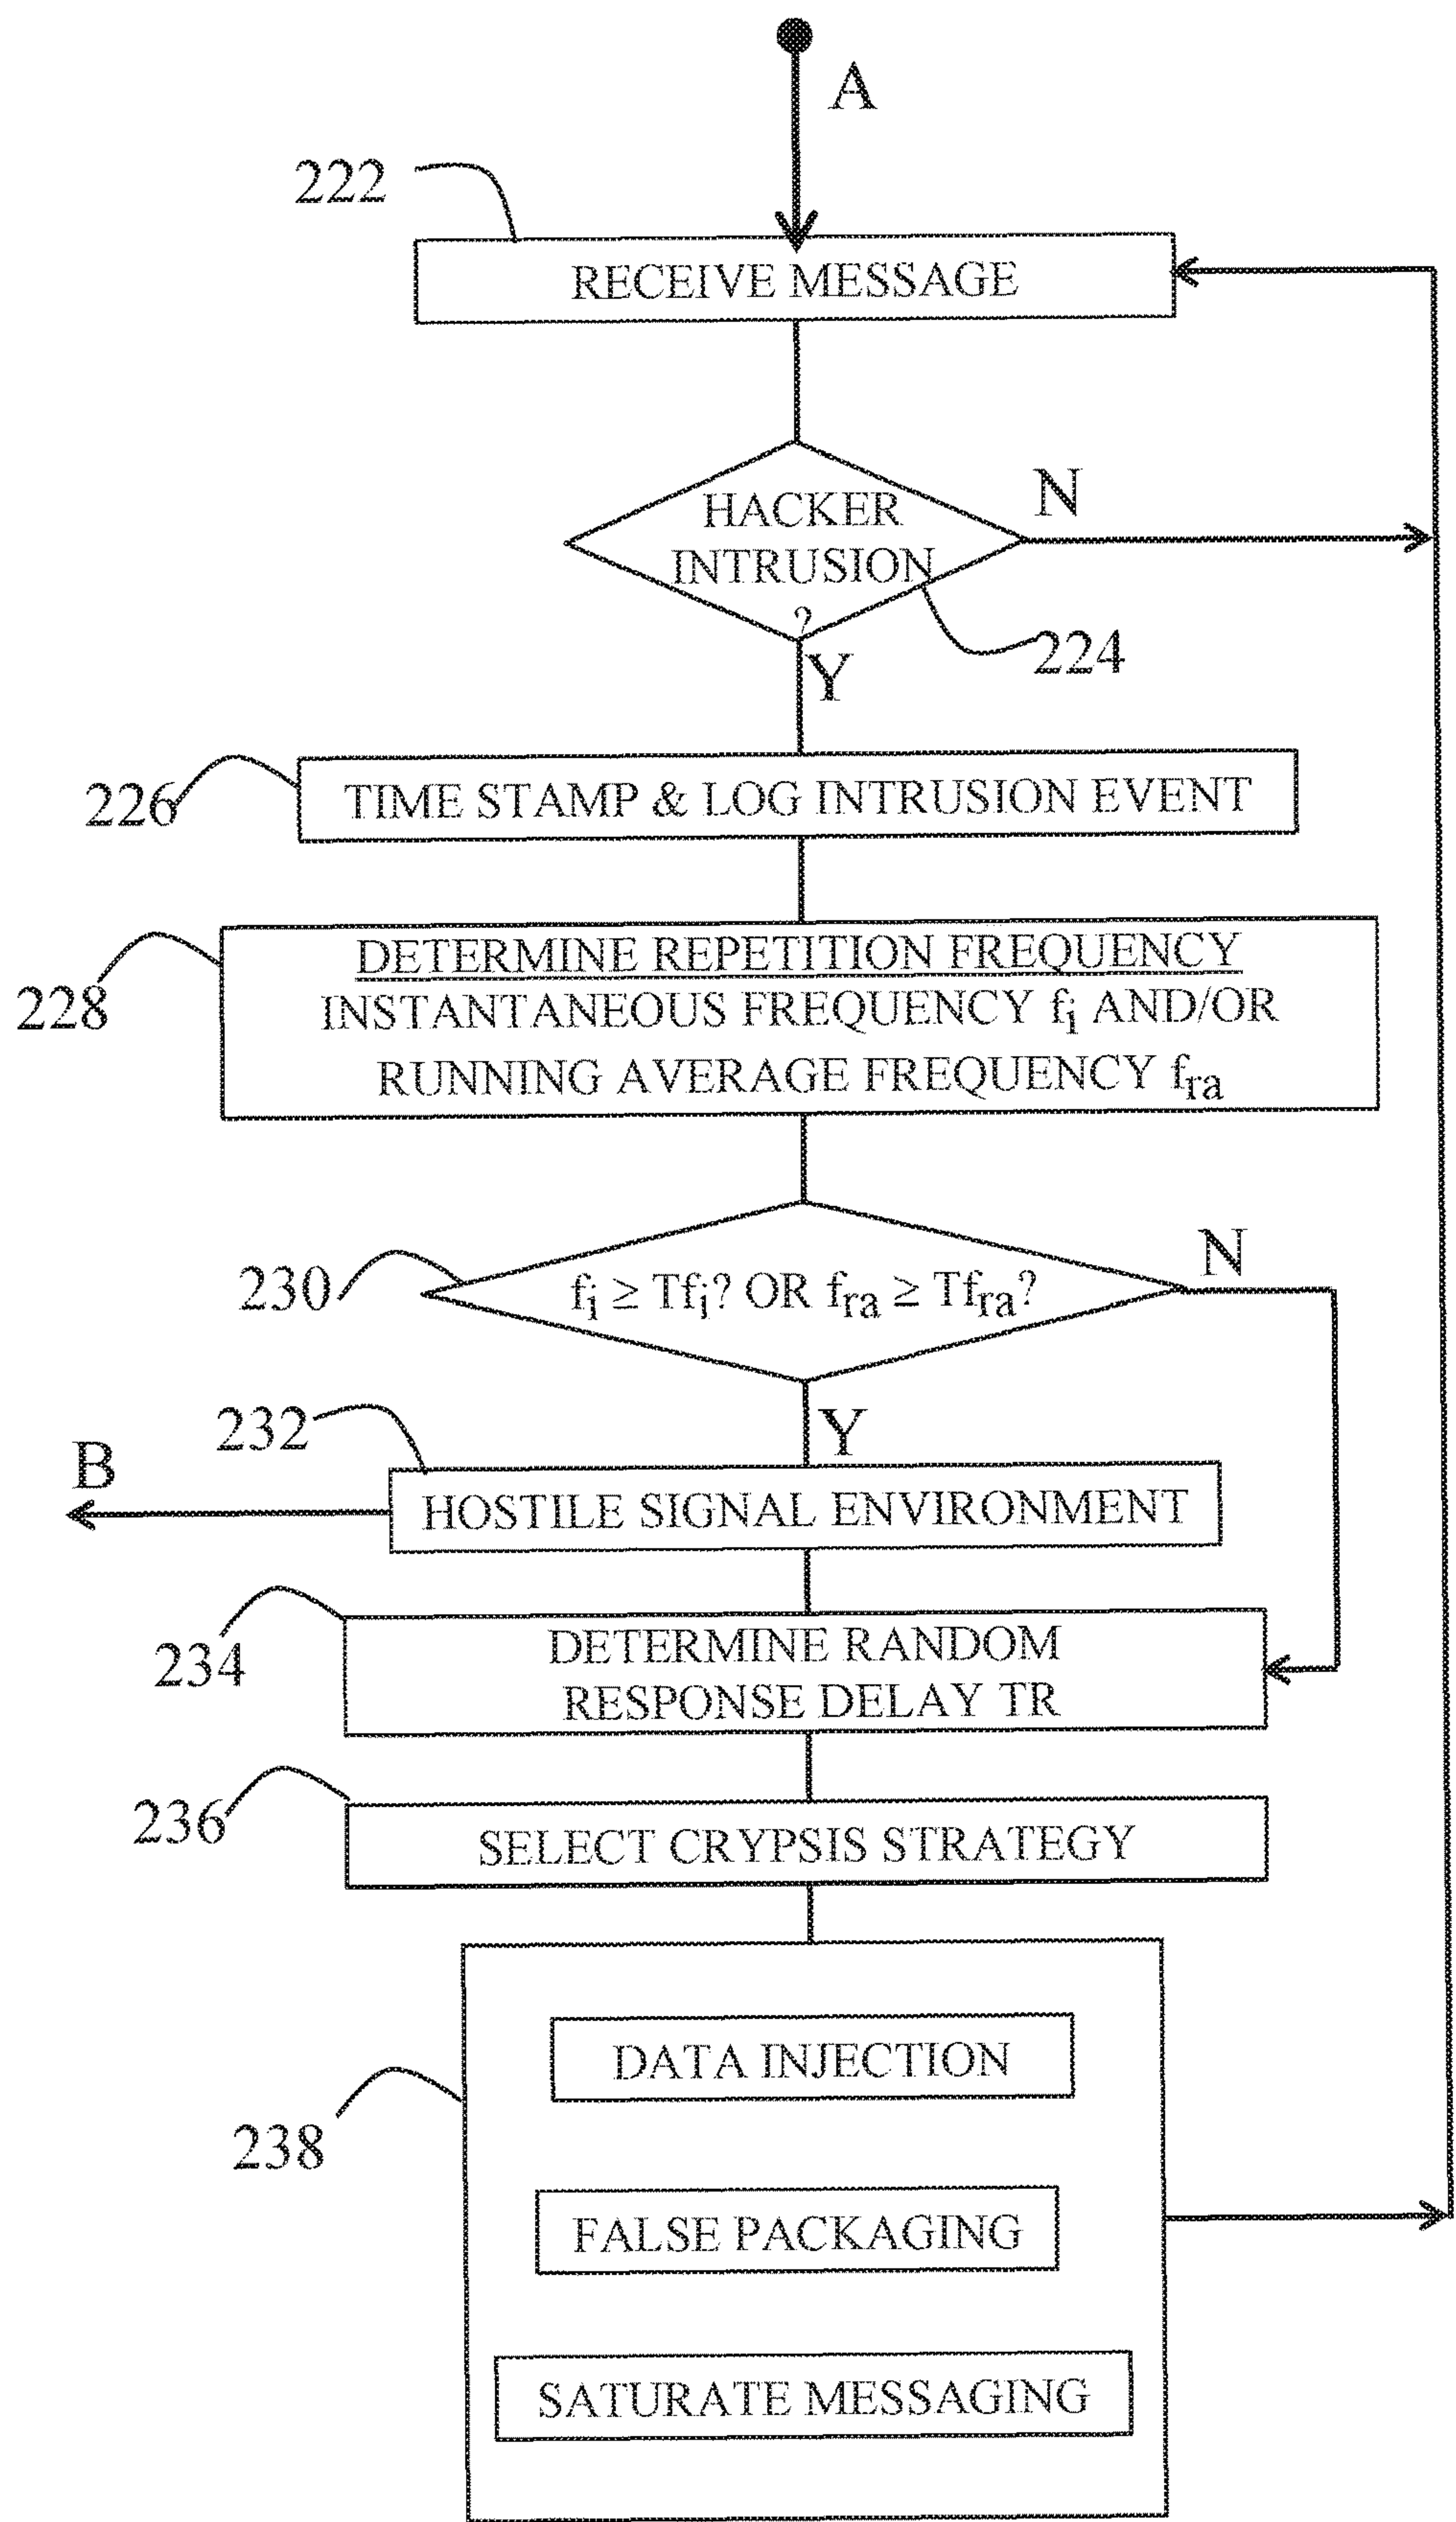 A
222
RECEIVE MESSAGE
HACKER
INTRUSION
?
N
224
Y
226
TIME STAMP & LOG INTRUSION EVENT
228
DETERMINE REPETITION FREQUENCY
INSTANTANEOUS FREQUENCY fi AND/OR
RUNNING AVERAGE FREQUENCY fra
230
fi ≥ Tfi? OR fra ≥ Tfra?
N
232
Y
B
HOSTILE SIGNAL ENVIRONMENT
234
DETERMINE RANDOM
RESPONSE DELAY TR
236
SELECT CRYPSIS STRATEGY
238
DATA INJECTION
FALSE PACKAGING
SATURATE MESSAGING